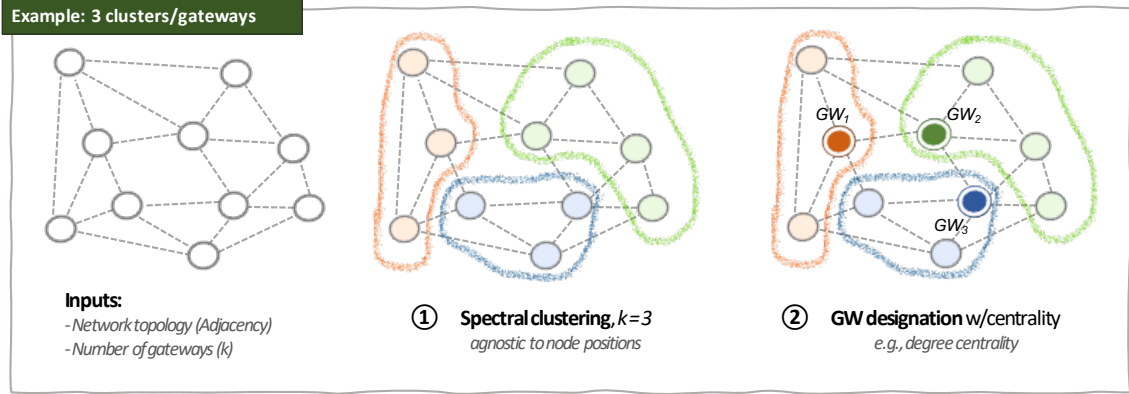 Example: 3 clusters/gateways
GW1
GW2
GW3
Inputs:
- Network topology (Adjacency)
- Number of gateways (k)
① Spectral clustering, k = 3
agnostic to node positions
② GW designation w/centrality
e.g., degree centrality